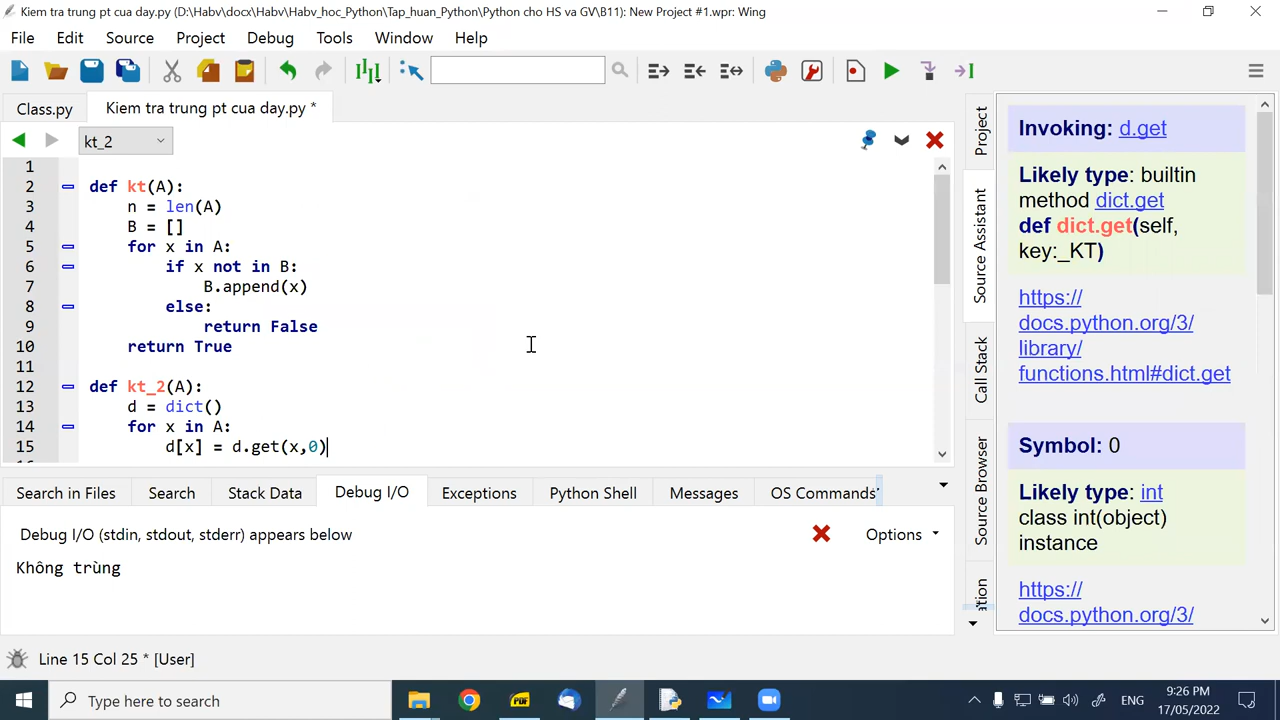 Kiem tra trung pt cua day.py (D:\Habv\docx\Habv\Habv_hoc_Python\Tap_huan_Python\Python cho HS va GV\B11): New Project #1.wpr: Wing
File Edit Source Project Debug Tools Window Help
Class.py Kiem tra trung pt cua day.py *
kt_2
1
2 def kt(A):
3 n = len(A)
4 B = []
5 for x in A:
6 if x not in B:
7 B.append(x)
8 else:
9 return False
10 return True
11
12 def kt_2(A):
13 d = dict()
14 for x in A:
15 d[x] = d.get(x,0)
Project
Source Assistant
Call Stack
Source Browser
Invoking: d.get
Likely type: builtin
method dict.get
def dict.get(self,
key:_KT)
https://
docs.python.org/3/
library/
functions.html#dict.get
Symbol: 0
Likely type: int
class int(object)
instance
https://
docs.python.org/3/
Search in Files Search Stack Data Debug I/O Exceptions Python Shell Messages OS Commands
Debug I/O (stdin, stdout, stderr) appears below Options
Không trùng
Line 15 Col 25 * [User]
Type here to search
PDF
ENG
9:26 PM
17/05/2022